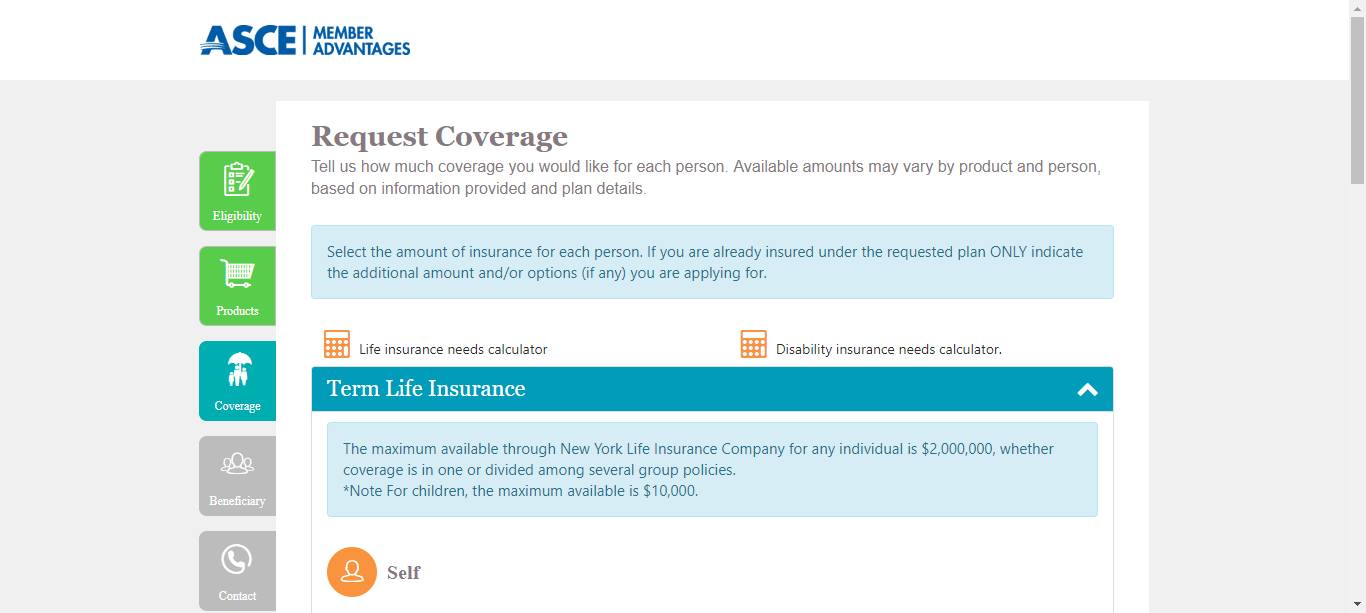 ASCE | MEMBER ADVANTAGES
Request Coverage
Tell us how much coverage you would like for each person. Available amounts may vary by product and person,
based on information provided and plan details.
Eligibility
Select the amount of insurance for each person. If you are already insured under the requested plan ONLY indicate
the additional amount and/or options (if any) you are applying for.
Products
Life insurance needs calculator
Disability insurance needs calculator.
Term Life Insurance
Coverage
The maximum available through New York Life Insurance Company for any individual is $2,000,000, whether
coverage is in one or divided among several group policies.
*Note For children, the maximum available is $10,000.
Beneficiary
Self
Contact